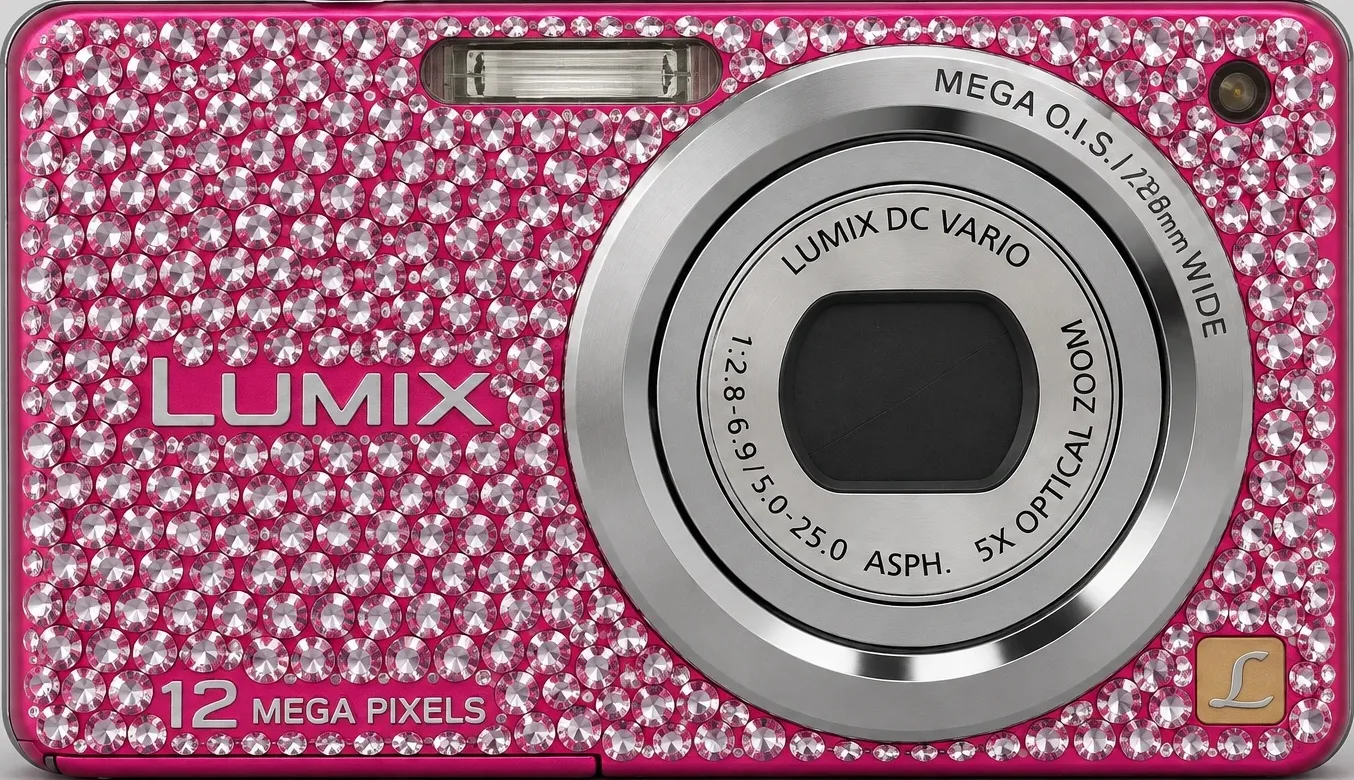 MEGA O.I.S. / 28mm WIDE
LUMIX DC VARIO
1:2.8-6.9/5.0-25.0 ASPH. 5X OPTICAL ZOOM
LUMIX
12 MEGA PIXELS
L